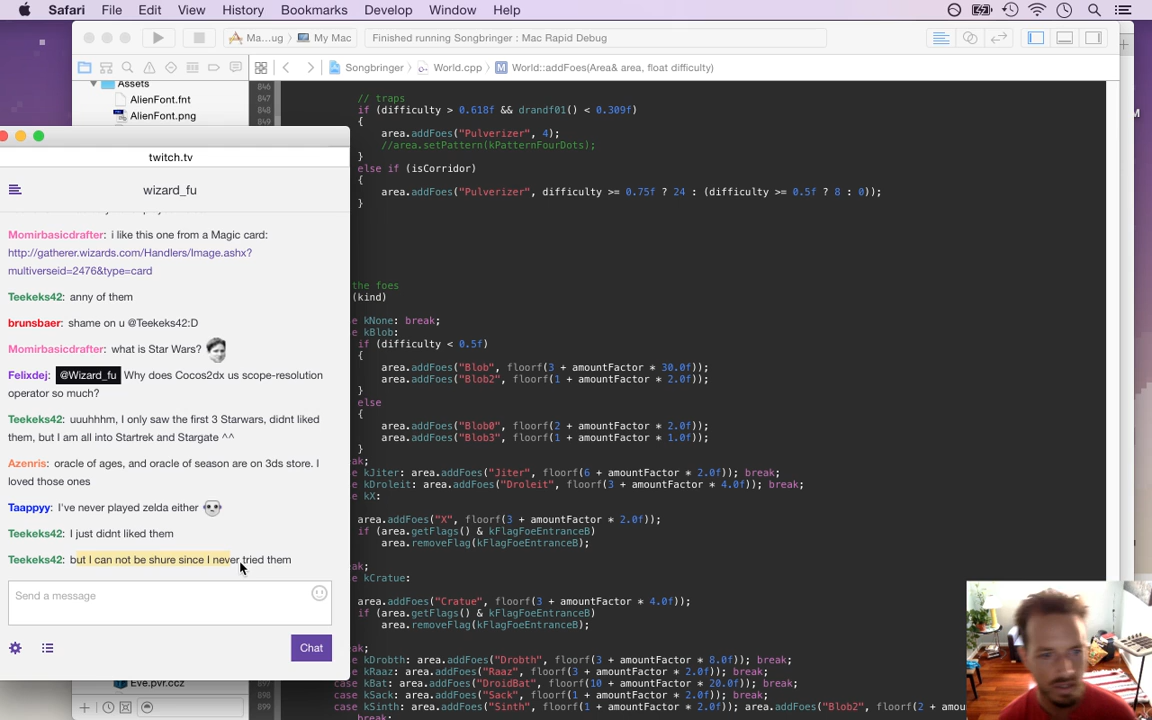 Safari File Edit View History Bookmarks Develop Window Help
Ma...ug My Mac Finished running Songbringer : Mac Rapid Debug
Songbringer World.cpp M World::addFoes(Area& area, float difficulty)
Assets
AlienFont.fnt
AlienFont.png
846
847 // traps
848 if (difficulty > 0.618f && drandf01() < 0.309f)
849 {
area.addFoes("Pulverizer", 4);
//area.setPattern(kPatternFourDots);
}
else if (isCorridor)
{
area.addFoes("Pulverizer", difficulty >= 0.75f ? 24 : (difficulty >= 0.5f ? 8 : 0));
}
the foes
(kind)
e kNone: break;
e kBlob:
if (difficulty < 0.5f)
{
area.addFoes("Blob", floorf(3 + amountFactor * 30.0f));
area.addFoes("Blob2", floorf(1 + amountFactor * 2.0f));
}
else
{
area.addFoes("Blob0", floorf(2 + amountFactor * 2.0f));
area.addFoes("Blob3", floorf(1 + amountFactor * 1.0f));
}
ak;
e kJiter: area.addFoes("Jiter", floorf(6 + amountFactor * 2.0f)); break;
e kDroleit: area.addFoes("Droleit", floorf(3 + amountFactor * 4.0f)); break;
e kX:
area.addFoes("X", floorf(3 + amountFactor * 2.0f));
if (area.getFlags() & kFlagFoeEntranceB)
area.removeFlag(kFlagFoeEntranceB);
ak;
e kCratue:
area.addFoes("Cratue", floorf(3 + amountFactor * 4.0f));
if (area.getFlags() & kFlagFoeEntranceB)
area.removeFlag(kFlagFoeEntranceB);
ak;
e kDrobth: area.addFoes("Drobth", floorf(3 + amountFactor * 8.0f)); break;
e kRaaz: area.addFoes("Raaz", floorf(3 + amountFactor * 2.0f)); break;
e kBat: area.addFoes("DroidBat", floorf(10 + amountFactor * 20.0f)); break;
897 case kSack: area.addFoes("Sack", floorf(1 + amountFactor * 2.0f)); break;
899 case kSinth: area.addFoes("Sinth", floorf(1 + amountFactor * 2.0f)); area.addFoes("Blob2", floorf(2 + am
break;
twitch.tv
wizard_fu
Momirbasicdrafter: i like this one from a Magic card:
http://gatherer.wizards.com/Handlers/Image.ashx?
multiverseid=2476&type=card
Teekeks42: anny of them
brunsbaer: shame on u @Teekeks42:D
Momirbasicdrafter: what is Star Wars?
Felixdej: @Wizard_fu Why does Cocos2dx us scope-resolution
operator so much?
Teekeks42: uuuhhhm, I only saw the first 3 Starwars, didnt liked
them, but I am all into Startrek and Stargate ^^
Azenris: oracle of ages, and oracle of season are on 3ds store. I
loved those ones
Taappyy: I've never played zelda either
Teekeks42: I just didnt liked them
Teekeks42: but I can not be shure since I never tried them
Send a message
Chat
Eve.pvr.ccz